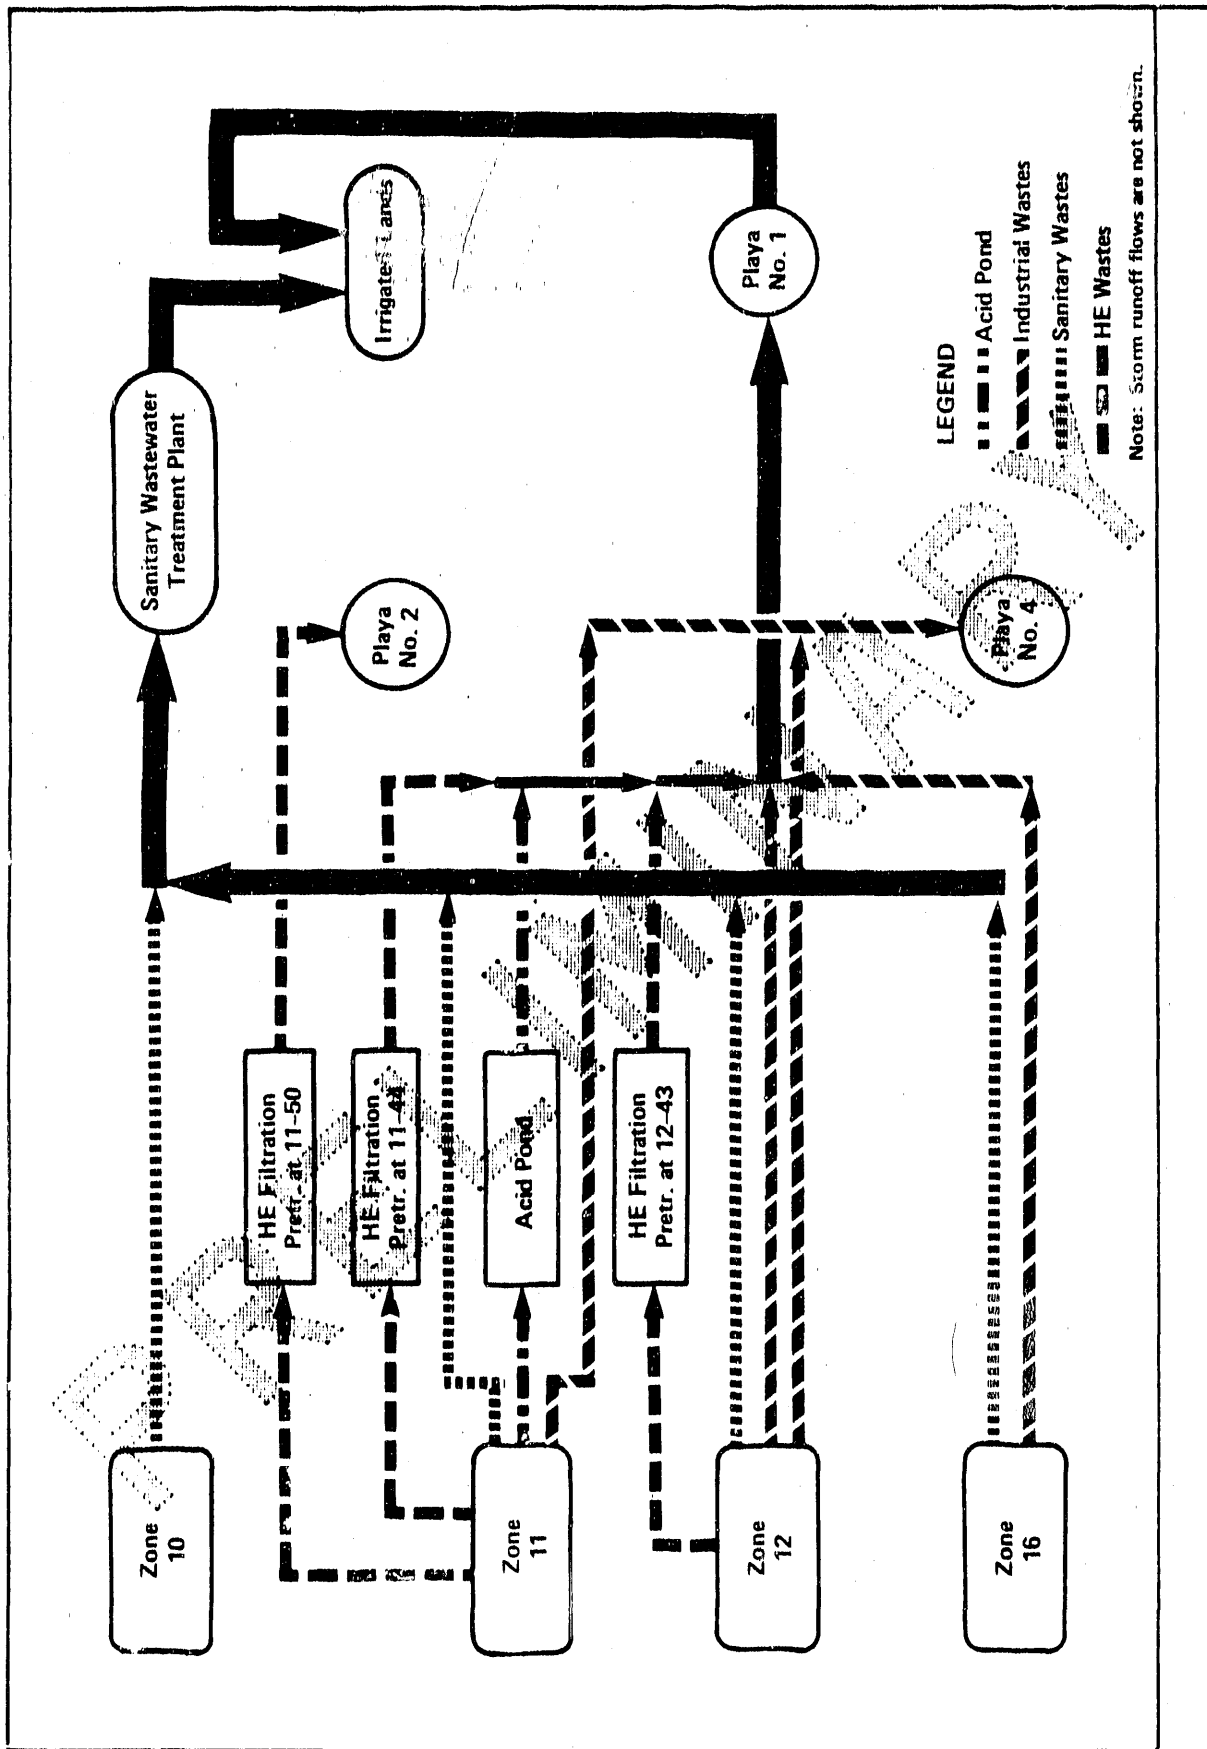 Zone
10
Zone
11
Zone
12
Zone
16
HE Filtration
Pretr. at 11-50
HE Filtration
Pretr. at 11-44
Acid Pond
HE Filtration
Pretr. at 12-43
Sanitary Wastewater
Treatment Plant
Playa
No. 2
Irrigated Lands
Playa
No. 1
Playa
No. 4
LEGEND
Acid Pond
Industrial Wastes
Sanitary Wastes
HE Wastes
Note: Storm runoff flows are not shown.
PRELIMINARY